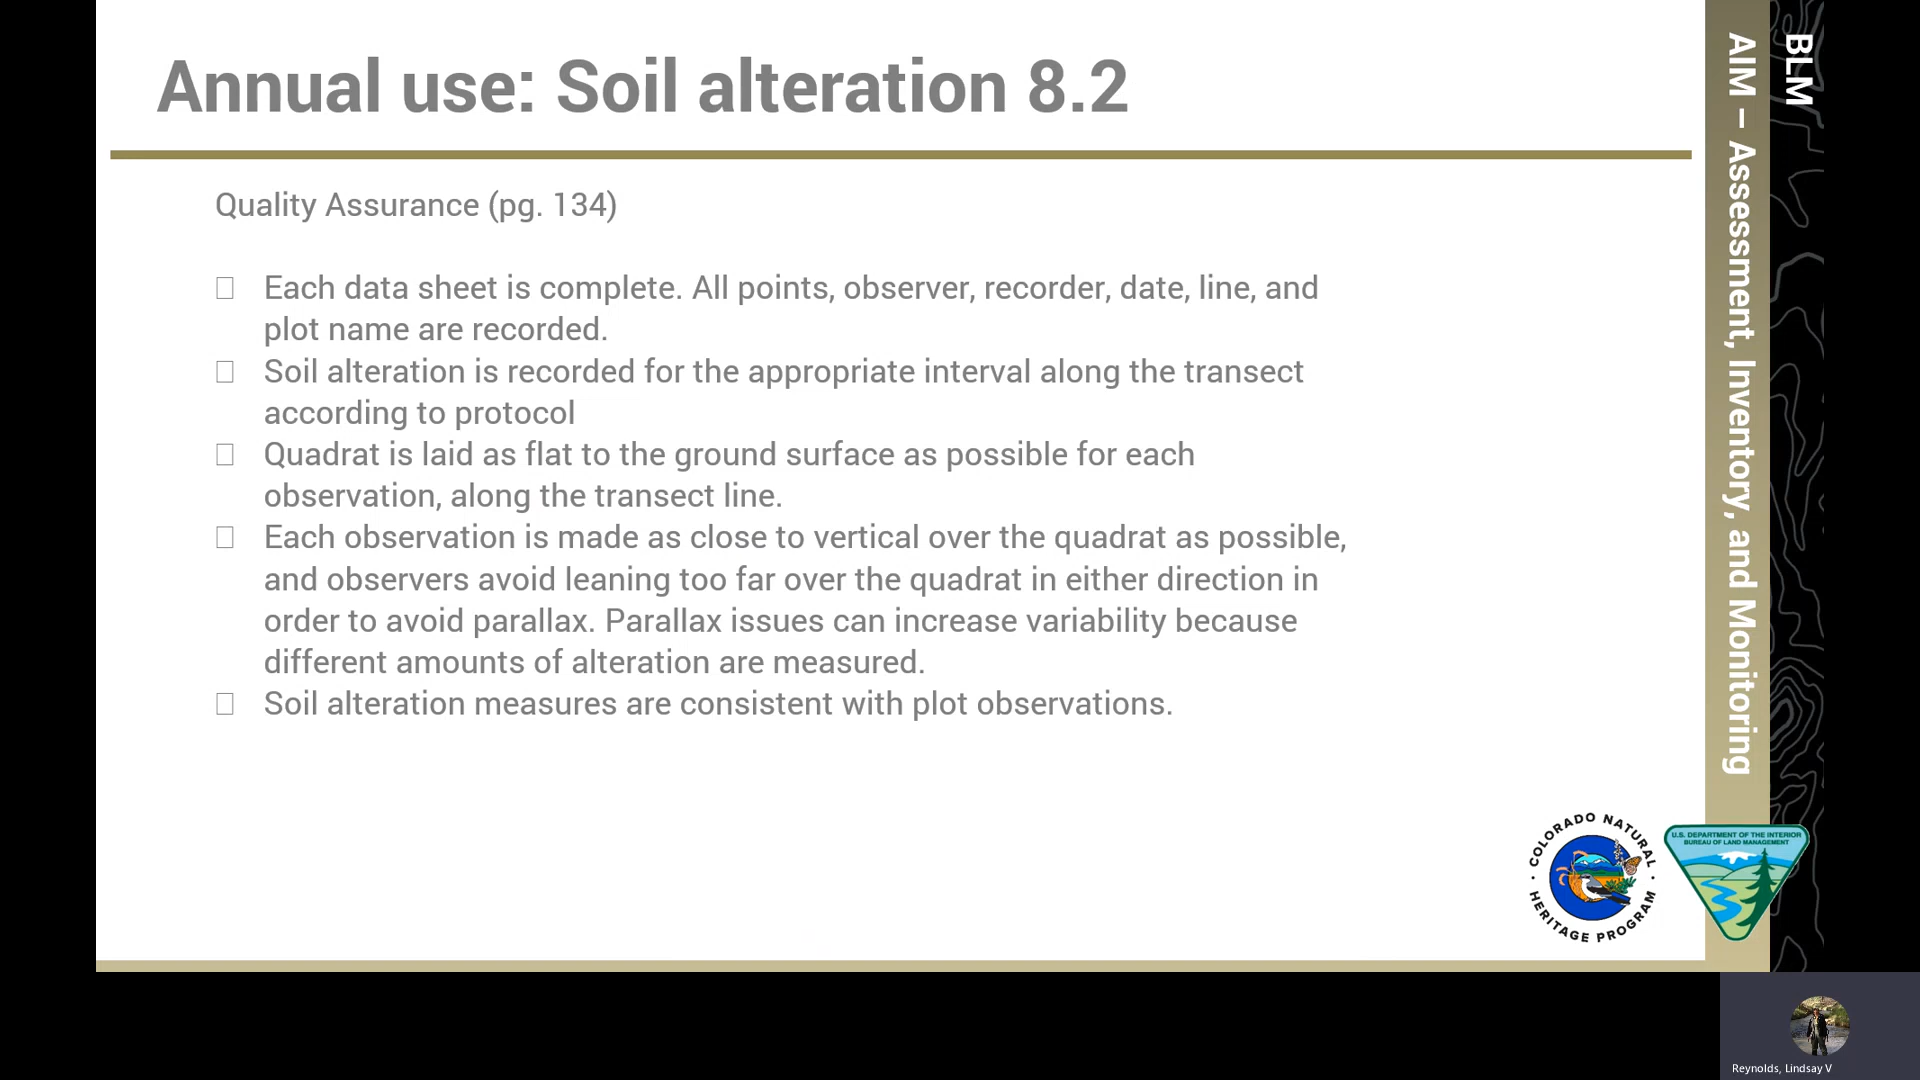 Annual use: Soil alteration 8.2
Quality Assurance (pg. 134)
Each data sheet is complete. All points, observer, recorder, date, line, and
plot name are recorded.
Soil alteration is recorded for the appropriate interval along the transect
according to protocol
Quadrat is laid as flat to the ground surface as possible for each
observation, along the transect line.
Each observation is made as close to vertical over the quadrat as possible,
and observers avoid leaning too far over the quadrat in either direction in
order to avoid parallax. Parallax issues can increase variability because
different amounts of alteration are measured.
Soil alteration measures are consistent with plot observations.
BLM
AIM – Assessment, Inventory, and Monitoring
COLORADO NATURAL
HERITAGE PROGRAM
U.S. DEPARTMENT OF THE INTERIOR
BUREAU OF LAND MANAGEMENT
Reynolds, Lindsay V